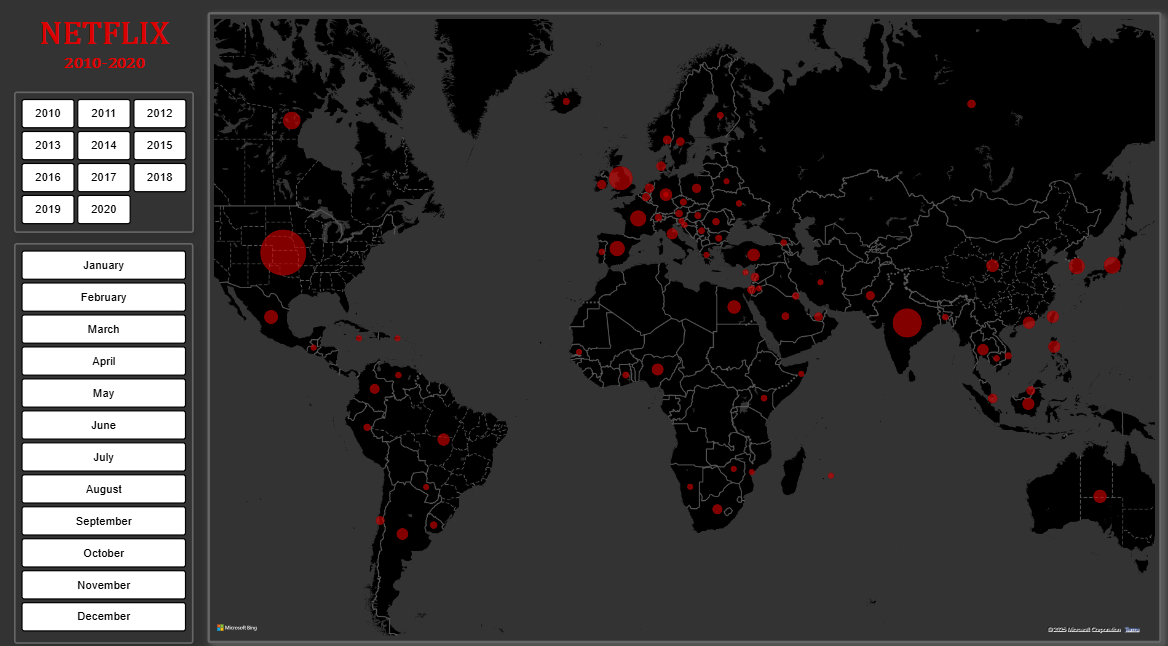 NETFLIX
2010-2020
2010 2011 2012
2013 2014 2015
2016 2017 2018
2019 2020
January
February
March
April
May
June
July
August
September
October
November
December
Microsoft Bing
© 2025 Microsoft Corporation Terms